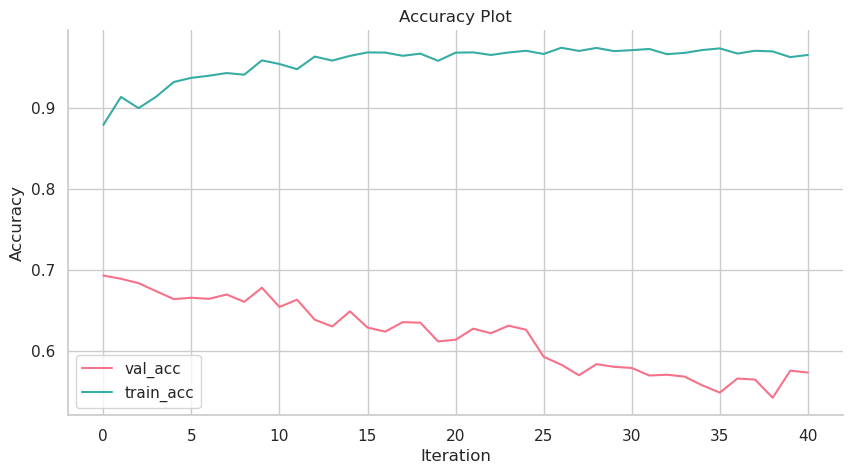 Accuracy Plot
Accuracy
0.9
0.8
0.7
0.6
val_acc
train_acc
0 5 10 15 20 25 30 35 40
Iteration